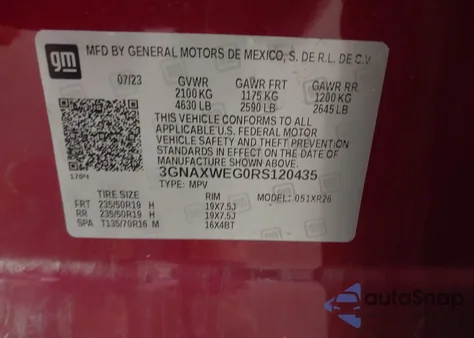 gm
MFD BY GENERAL MOTORS DE MEXICO, S. DE R.L. DE C.V.
07/23 GVWR GAWR FRT GAWR RR
2100 KG 1175 KG 1200 KG
4630 LB 2590 LB 2645 LB
THIS VEHICLE CONFORMS TO ALL
APPLICABLE U.S. FEDERAL MOTOR
VEHICLE SAFETY AND THEFT PREVENTION
STANDARDS IN EFFECT ON THE DATE OF
MANUFACTURE SHOWN ABOVE.
3GNAXWEG0RS120435
TYPE: MPV MODEL: 051XR26
TIRE SIZE RIM
FRT 235/50R19 H 19X7.5J
RR 235/50R19 H 19X7.5J
SPA T135/70R16 M 16X4BT
autoSnap